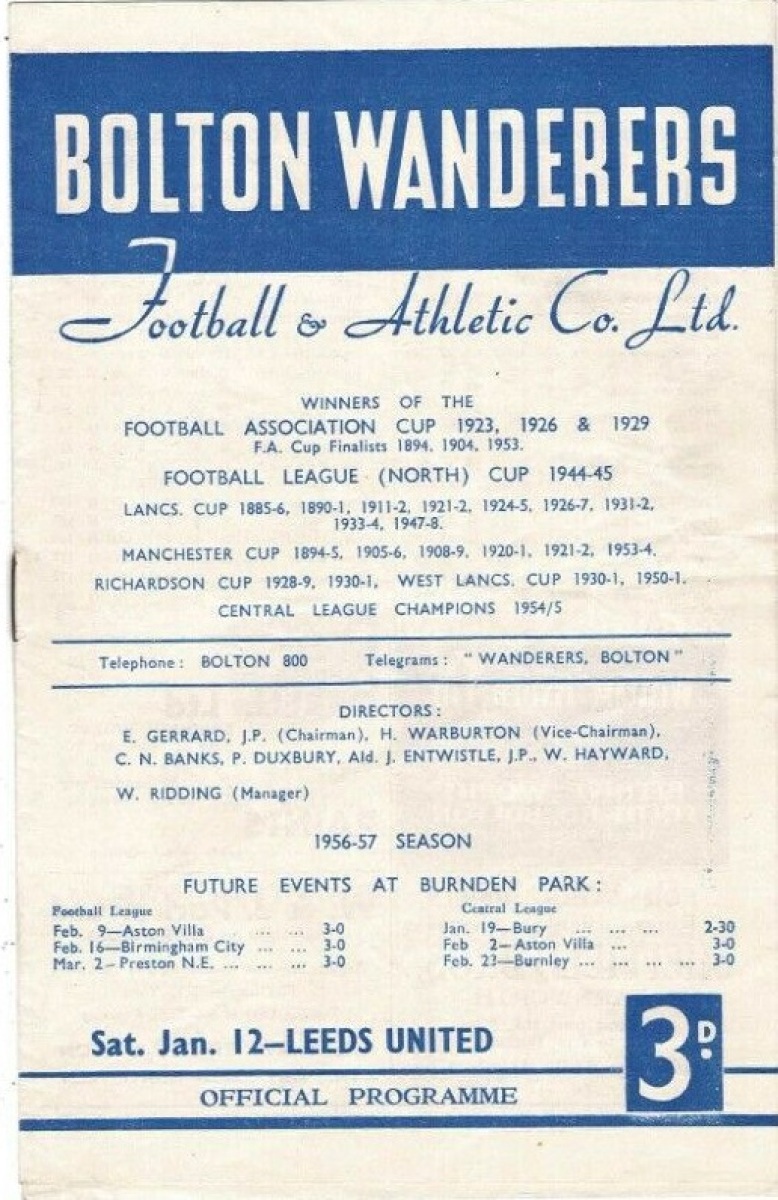 BOLTON WANDERERS
Football & Athletic Co. Ltd.
WINNERS OF THE
FOOTBALL ASSOCIATION CUP 1923, 1926 & 1929
F.A. Cup Finalists 1894, 1904, 1953.
FOOTBALL LEAGUE (NORTH) CUP 1944-45
LANCS. CUP 1885-6, 1890-1, 1911-2, 1921-2, 1924-5, 1926-7, 1931-2,
1933-4, 1947-8.
MANCHESTER CUP 1894-5, 1905-6, 1908-9, 1920-1, 1921-2, 1953-4.
RICHARDSON CUP 1928-9, 1930-1, WEST LANCS. CUP 1930-1, 1950-1.
CENTRAL LEAGUE CHAMPIONS 1954/5
Telephone: BOLTON 800 Telegrams: "WANDERERS, BOLTON"
DIRECTORS:
E. GERRARD, J.P. (Chairman), H. WARBURTON (Vice-Chairman),
C. N. BANKS, P. DUXBURY, Ald. J. ENTWISTLE, J.P., W. HAYWARD,
W. RIDDING (Manager)
1956-57 SEASON
FUTURE EVENTS AT BURNDEN PARK:
Football League
Feb. 9—Aston Villa ... ... 3-0
Feb. 16—Birmingham City ... ... 3-0
Mar. 2—Preston N.E. ... ... ... 3-0
Central League
Jan. 19—Bury ... ... ... 2-30
Feb 2—Aston Villa ... 3-0
Feb. 23—Burnley ... ... ... ... 3-0
Sat. Jan. 12—LEEDS UNITED
3D.
OFFICIAL PROGRAMME